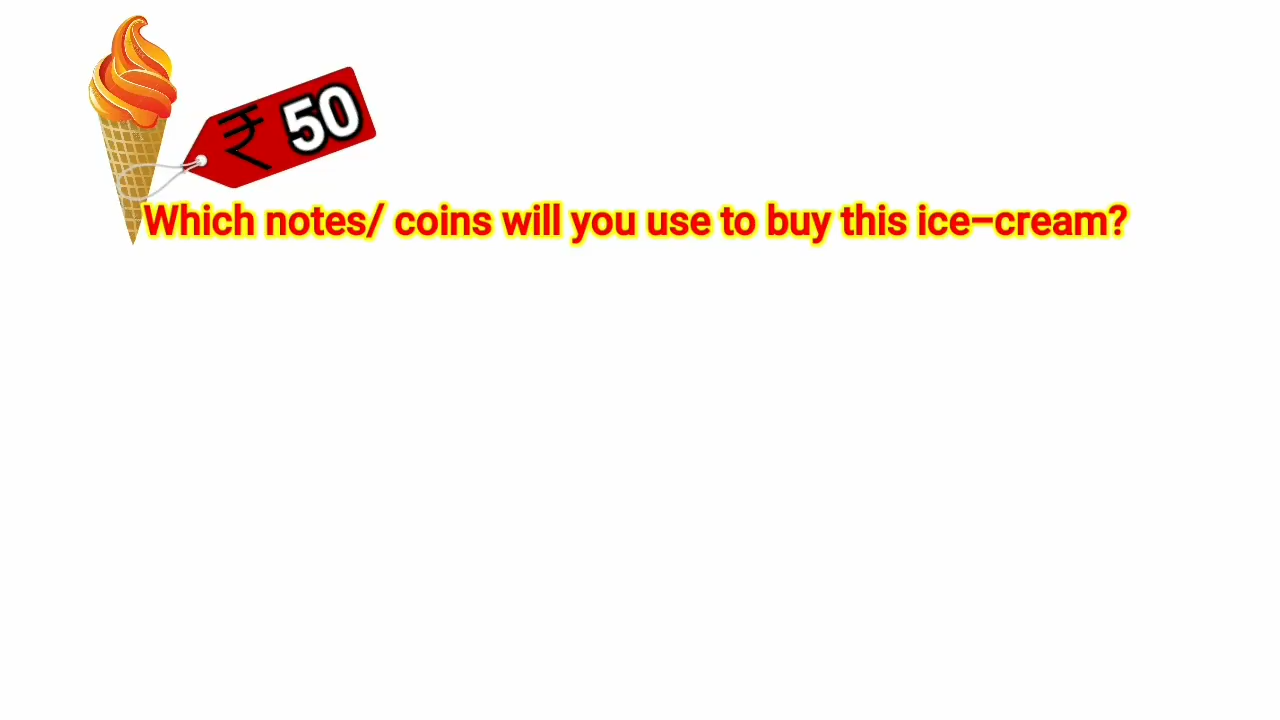 ₹ 50
Which notes/ coins will you use to buy this ice–cream?